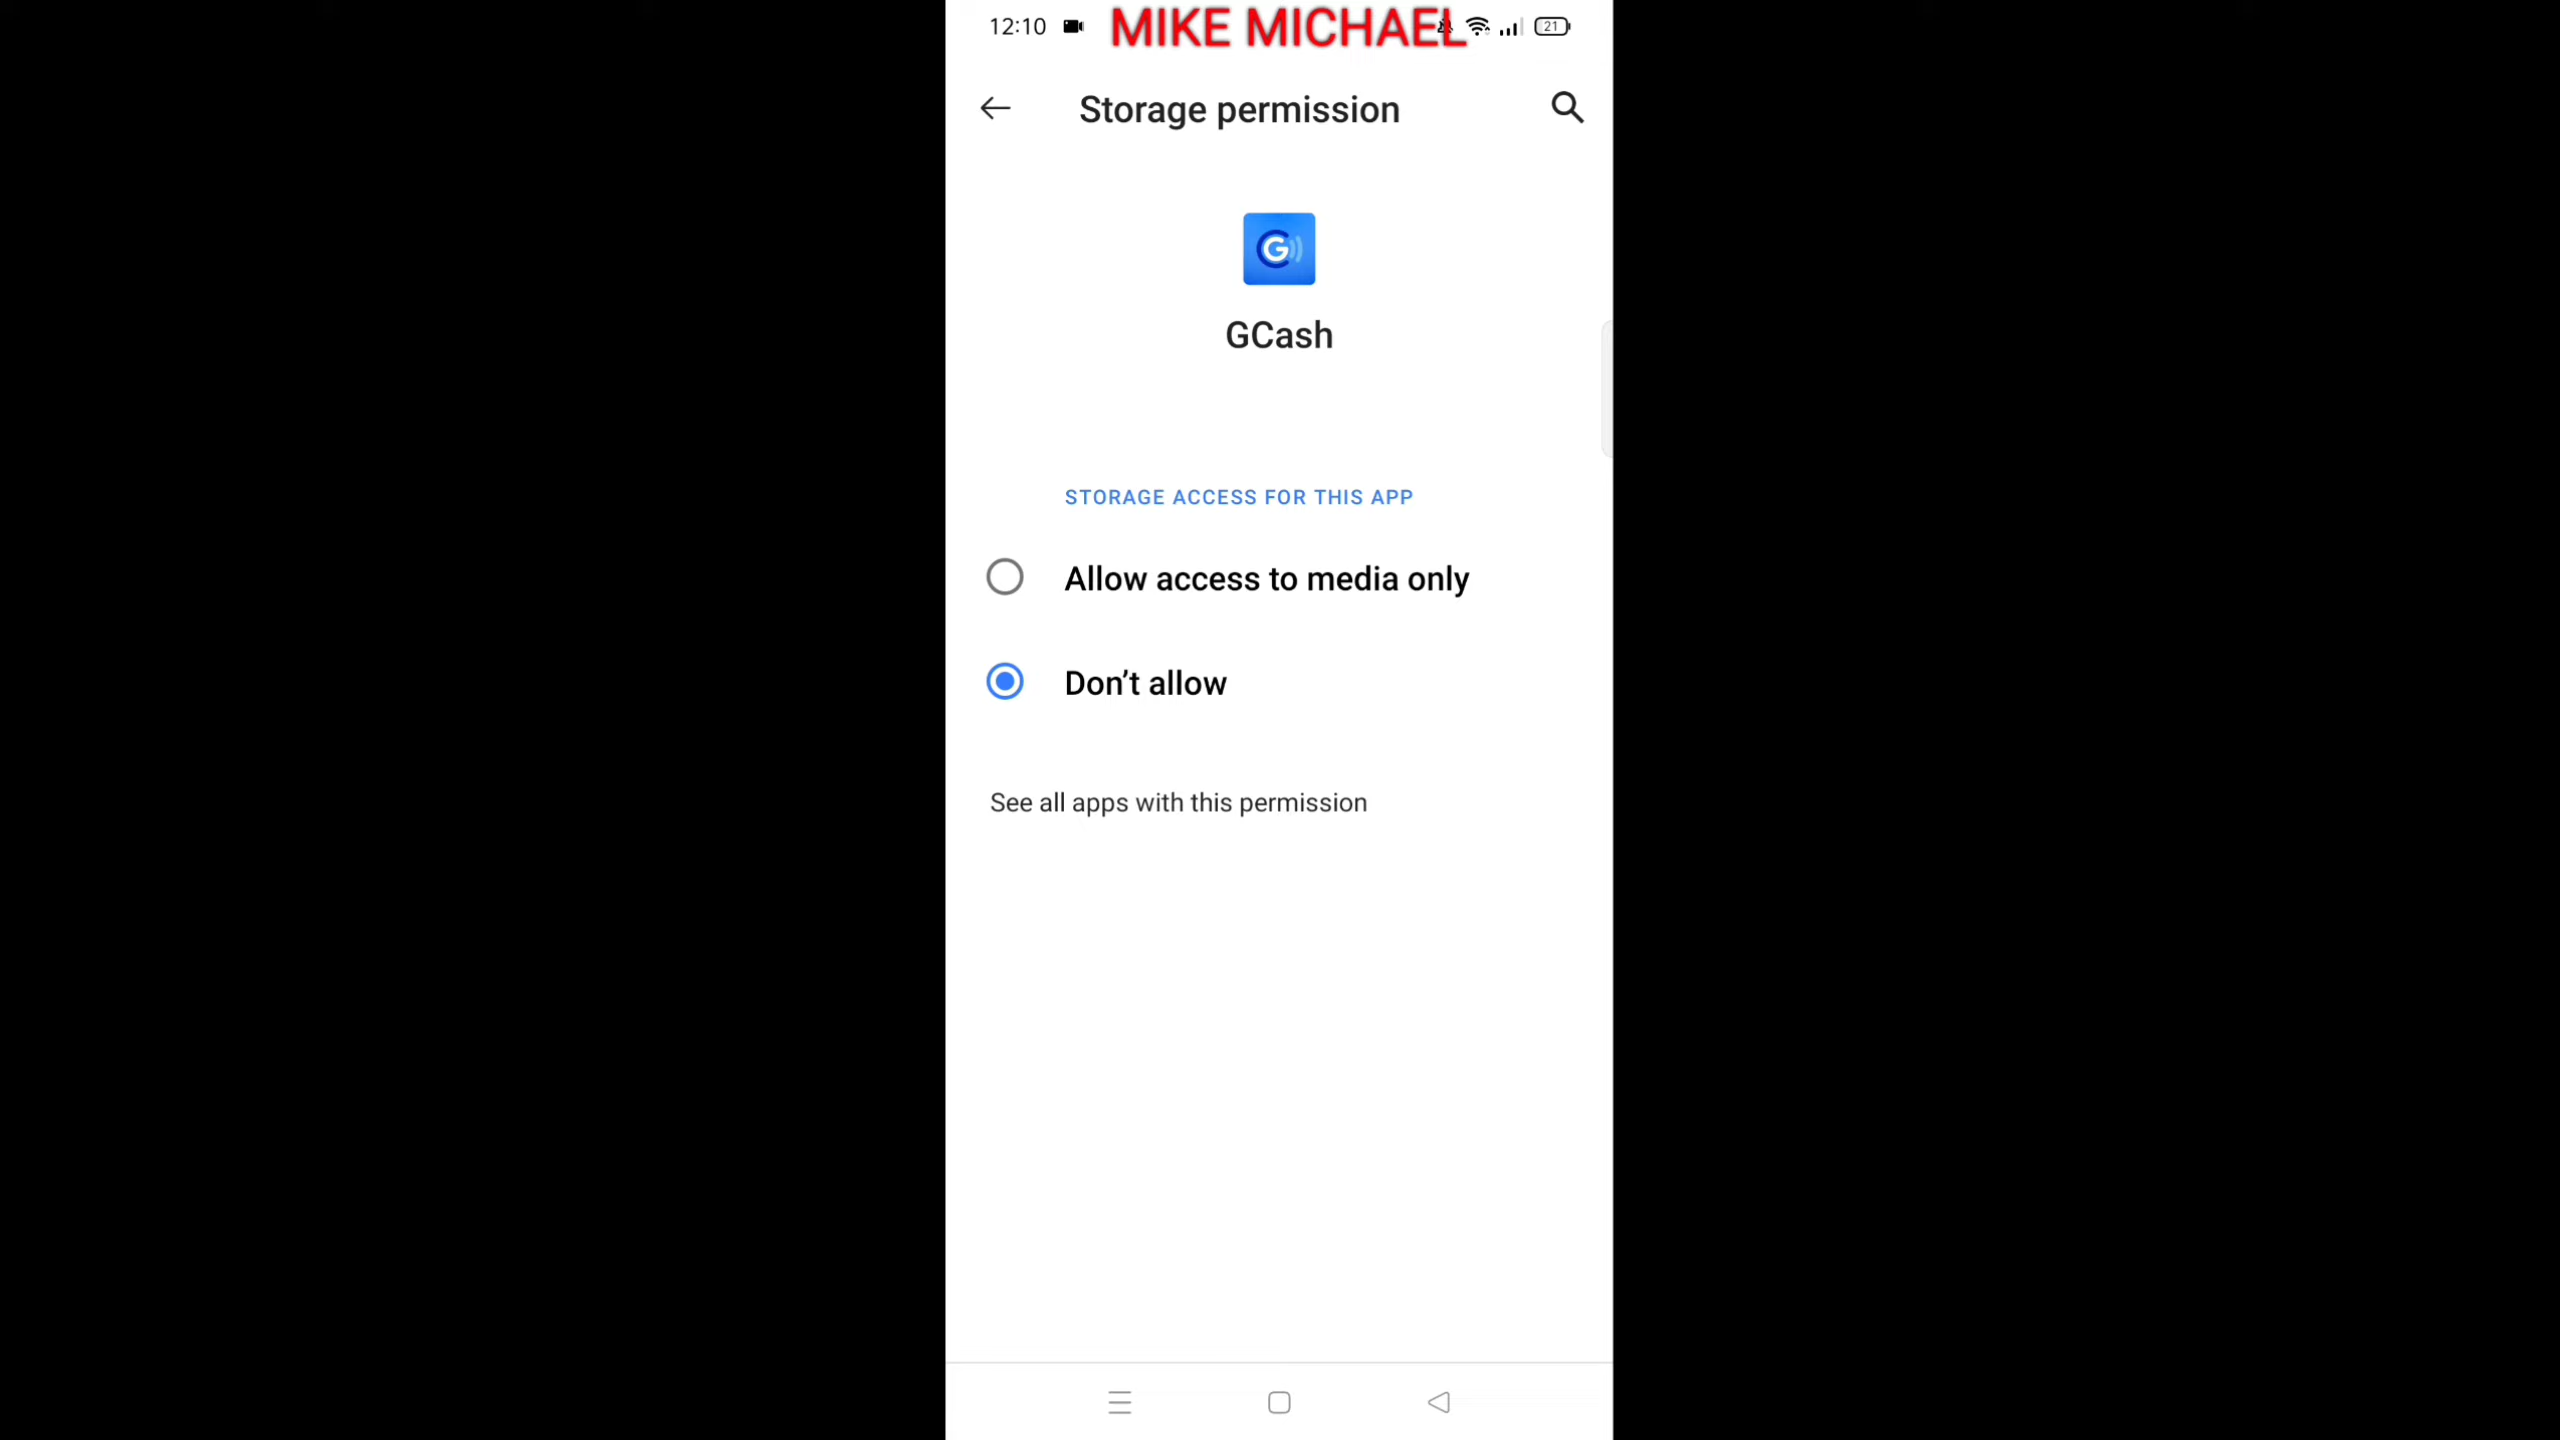 12:10 MIKE MICHAEL 21
Storage permission
G
GCash
STORAGE ACCESS FOR THIS APP
Allow access to media only
Don’t allow
See all apps with this permission